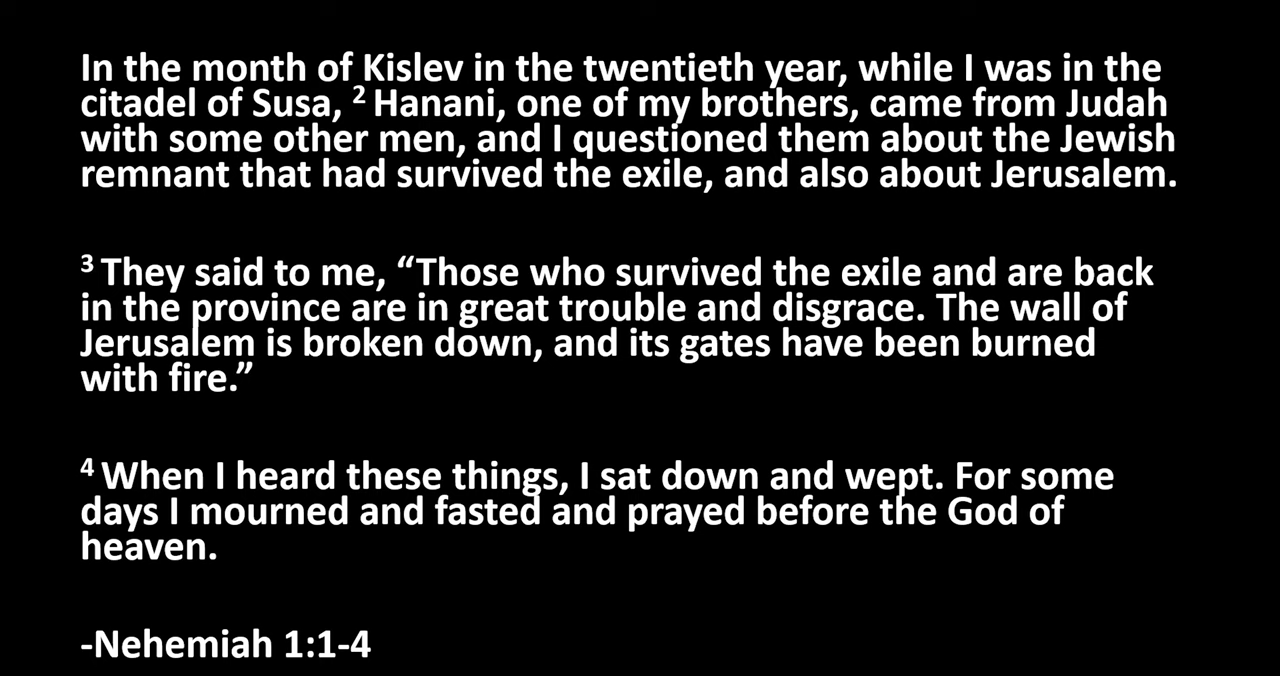 In the month of Kislev in the twentieth year, while I was in the
citadel of Susa, ² Hanani, one of my brothers, came from Judah
with some other men, and I questioned them about the Jewish
remnant that had survived the exile, and also about Jerusalem.
³ They said to me, “Those who survived the exile and are back
in the province are in great trouble and disgrace. The wall of
Jerusalem is broken down, and its gates have been burned
with fire.”
⁴ When I heard these things, I sat down and wept. For some
days I mourned and fasted and prayed before the God of
heaven.
-Nehemiah 1:1-4